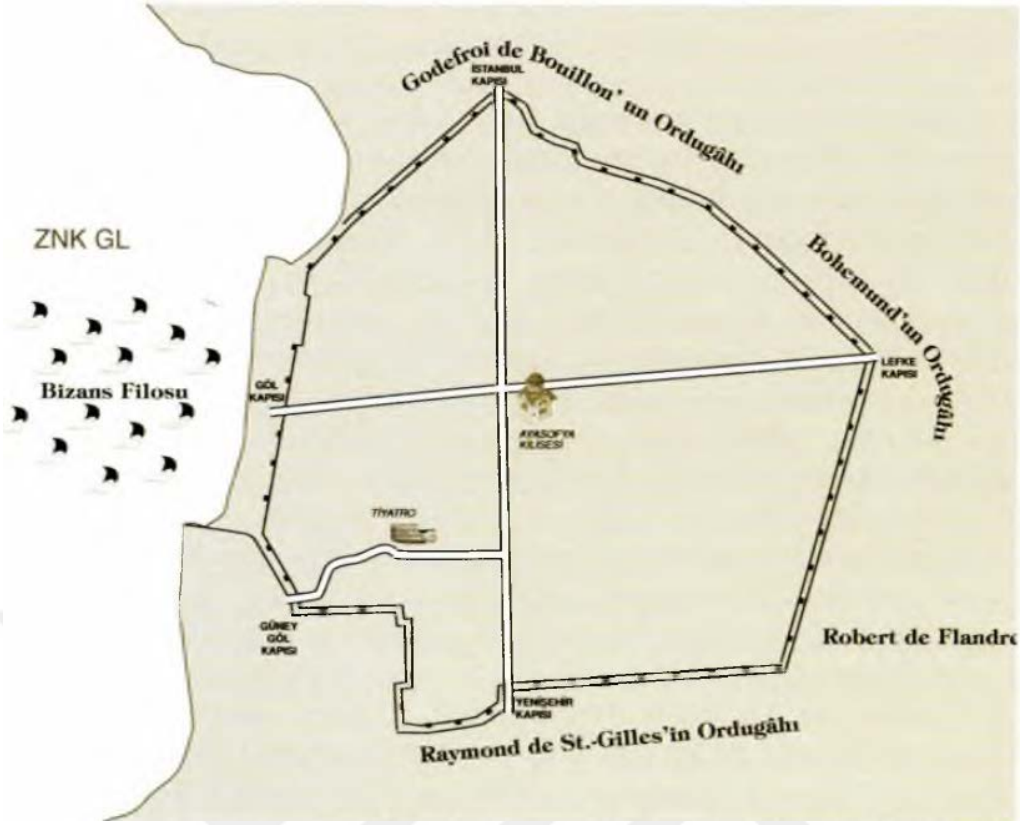 Godefroi de Bouillon' un Ordugâhı
İSTANBUL
KAPISI
ZNK GL
Bohemund'un Ordugâhı
Bizans Filosu
GÖL
KAPISI
LEFKE
KAPISI
AYASOFYA
KİLİSESİ
TİYATRO
GÜNEY
GÖL
KAPISI
Robert de Flandre
YENİŞEHİR
KAPISI
Raymond de St.-Gilles'in Ordugâhı